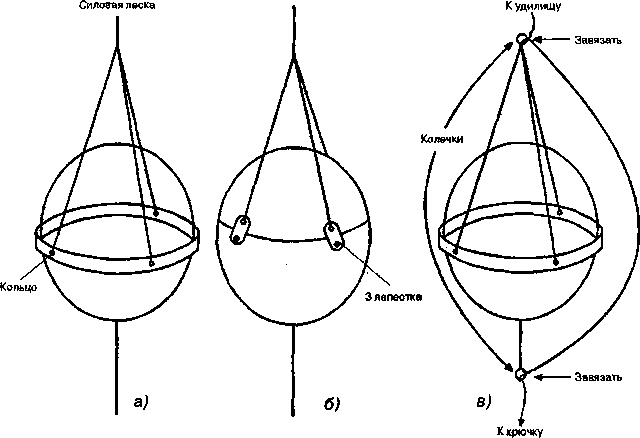 Силовая леска
К удилищу
Завязать
Колечки
Кольцо
3 лепестка
Завязать
а)
б)
в)
К крючку